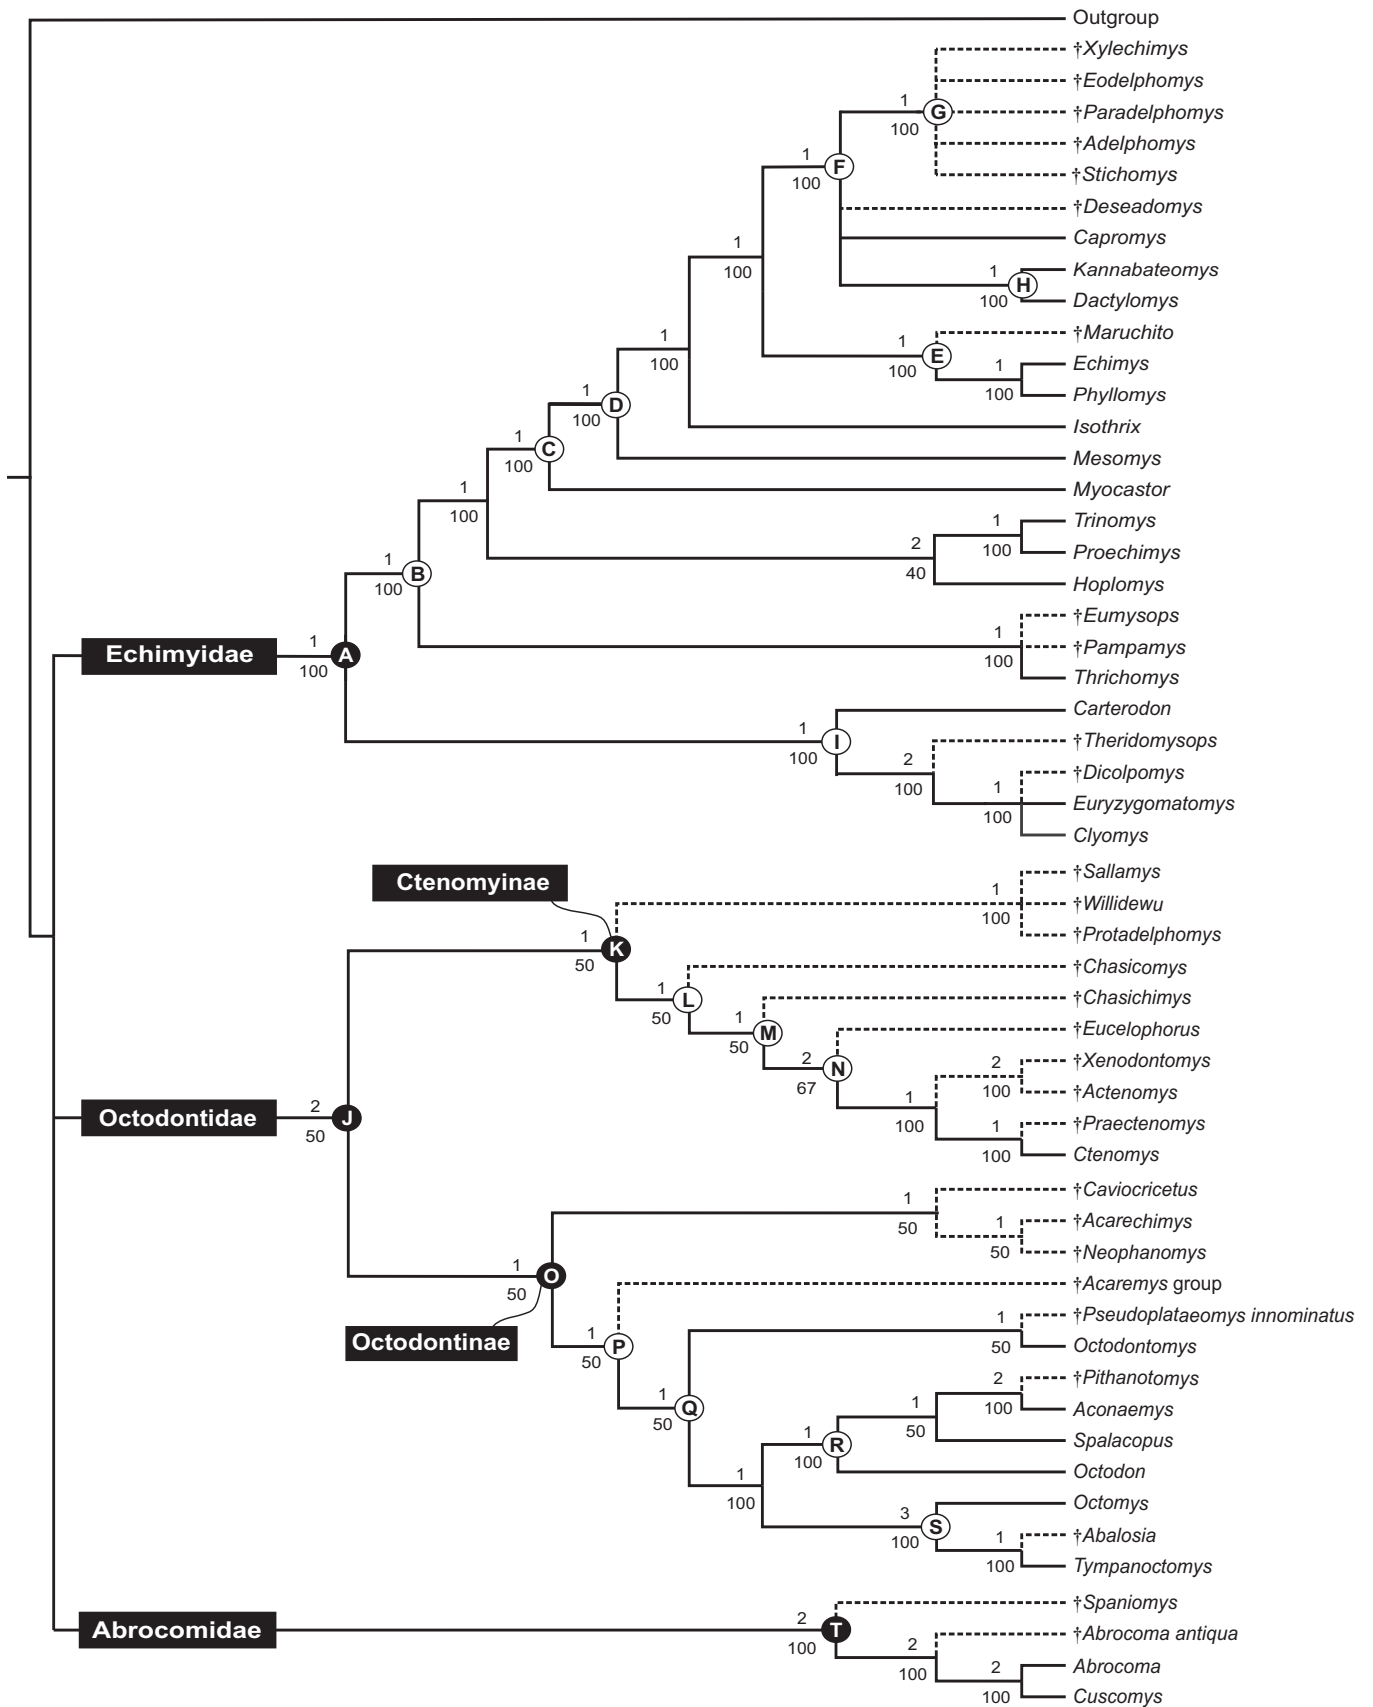 Outgroup
†Xylechimys
†Eodelphomys
1
G
100
†Paradelphomys
†Adelphomys
1
F
100
†Stichomys
†Deseadomys
1
100
Capromys
1
H
100
Kannabateomys
Dactylomys
1
100
†Maruchito
1
E
100
1
100
Echimys
Phyllomys
1
D
100
Isothrix
1
C
100
Mesomys
Myocastor
1
100
1
100
Trinomys
Proechimys
2
40
Hoplomys
1
B
100
†Eumysops
1
100
†Pampamys
Echimyidae
1
A
100
Thrichomys
Carterodon
1
I
100
†Theridomysops
2
100
†Dicolpomys
1
100
Euryzygomatomys
Clyomys
Ctenomyinae
†Sallamys
1
100
†Willidewu
†Protadelphomys
1
K
50
†Chasicomys
1
L
50
†Chasichimys
1
M
50
†Eucelophorus
2
N
67
†Xenodontomys
2
100
†Actenomys
1
100
†Praectenomys
1
100
Ctenomys
Octodontidae
2
J
50
†Caviocricetus
1
50
†Acarechimys
1
50
†Neophanomys
1
O
50
†Acaremys group
Octodontinae
1
P
50
†Pseudoplataeomys innominatus
1
50
Octodontomys
†Pithanotomys
2
100
Aconaemys
1
Q
50
1
50
Spalacopus
1
R
100
Octodon
1
100
Octomys
3
S
100
†Abalosia
1
100
Tympanoctomys
†Spaniomys
Abrocomidae
2
T
100
†Abrocoma antiqua
2
100
Abrocoma
2
100
Cuscomys